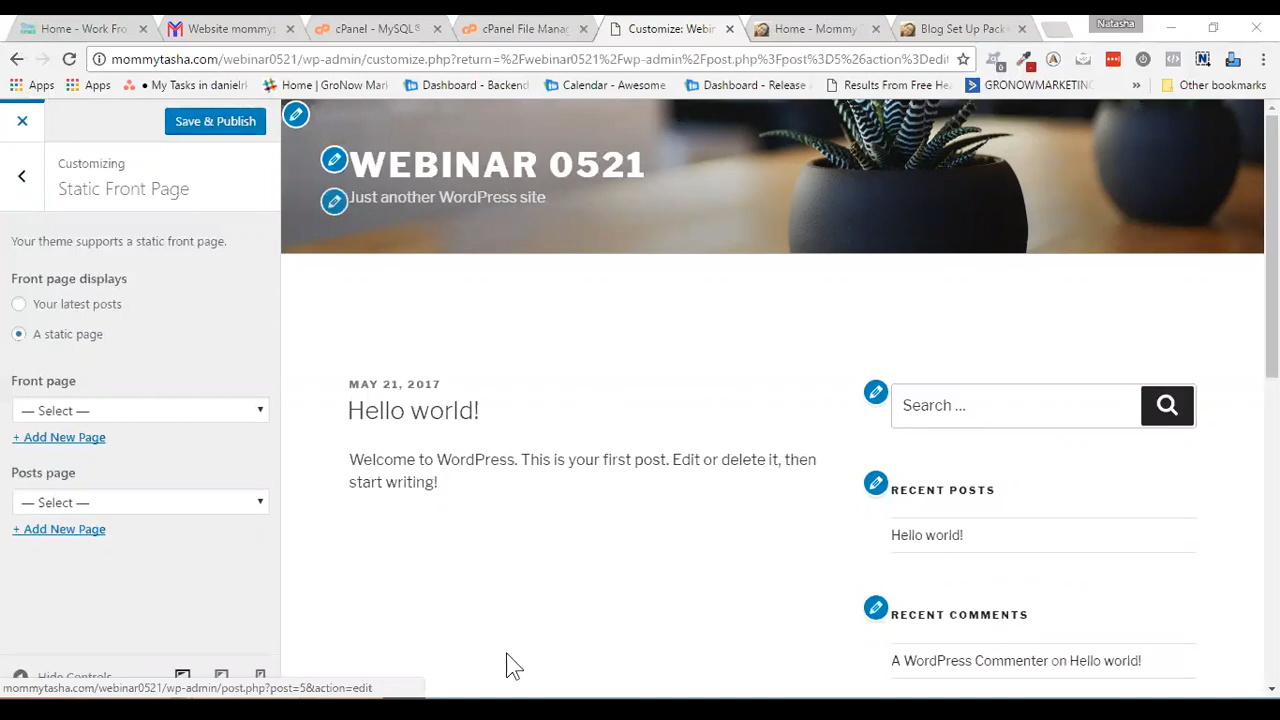 Natasha
Home - Work Fro
Website mommy
cPanel - MySQL®
cPanel File Manag
Customize: Webin
Home - Mommy
Blog Set Up Pack
mommytasha.com/webinar0521/wp-admin/customize.php?return=%2Fwebinar0521%2Fwp-admin%2Fpost.php%3Fpost%3D5%26action%3Dedi
Apps
Apps
● My Tasks in danielr
Home | GroNow Mark
Dashboard - Backend
Calendar - Awesome
Dashboard - Release
Results From Free He
GRONOWMARKETING
»
Other bookmarks
Save & Publish
Customizing
Static Front Page
Your theme supports a static front page.
Front page displays
Your latest posts
A static page
Front page
— Select —
+ Add New Page
Posts page
— Select —
+ Add New Page
Hide Controls
mommytasha.com/webinar0521/wp-admin/post.php?post=5&action=edit
WEBINAR 0521
Just another WordPress site
MAY 21, 2017
Hello world!
Welcome to WordPress. This is your first post. Edit or delete it, then
start writing!
Search …
RECENT POSTS
Hello world!
RECENT COMMENTS
A WordPress Commenter on Hello world!